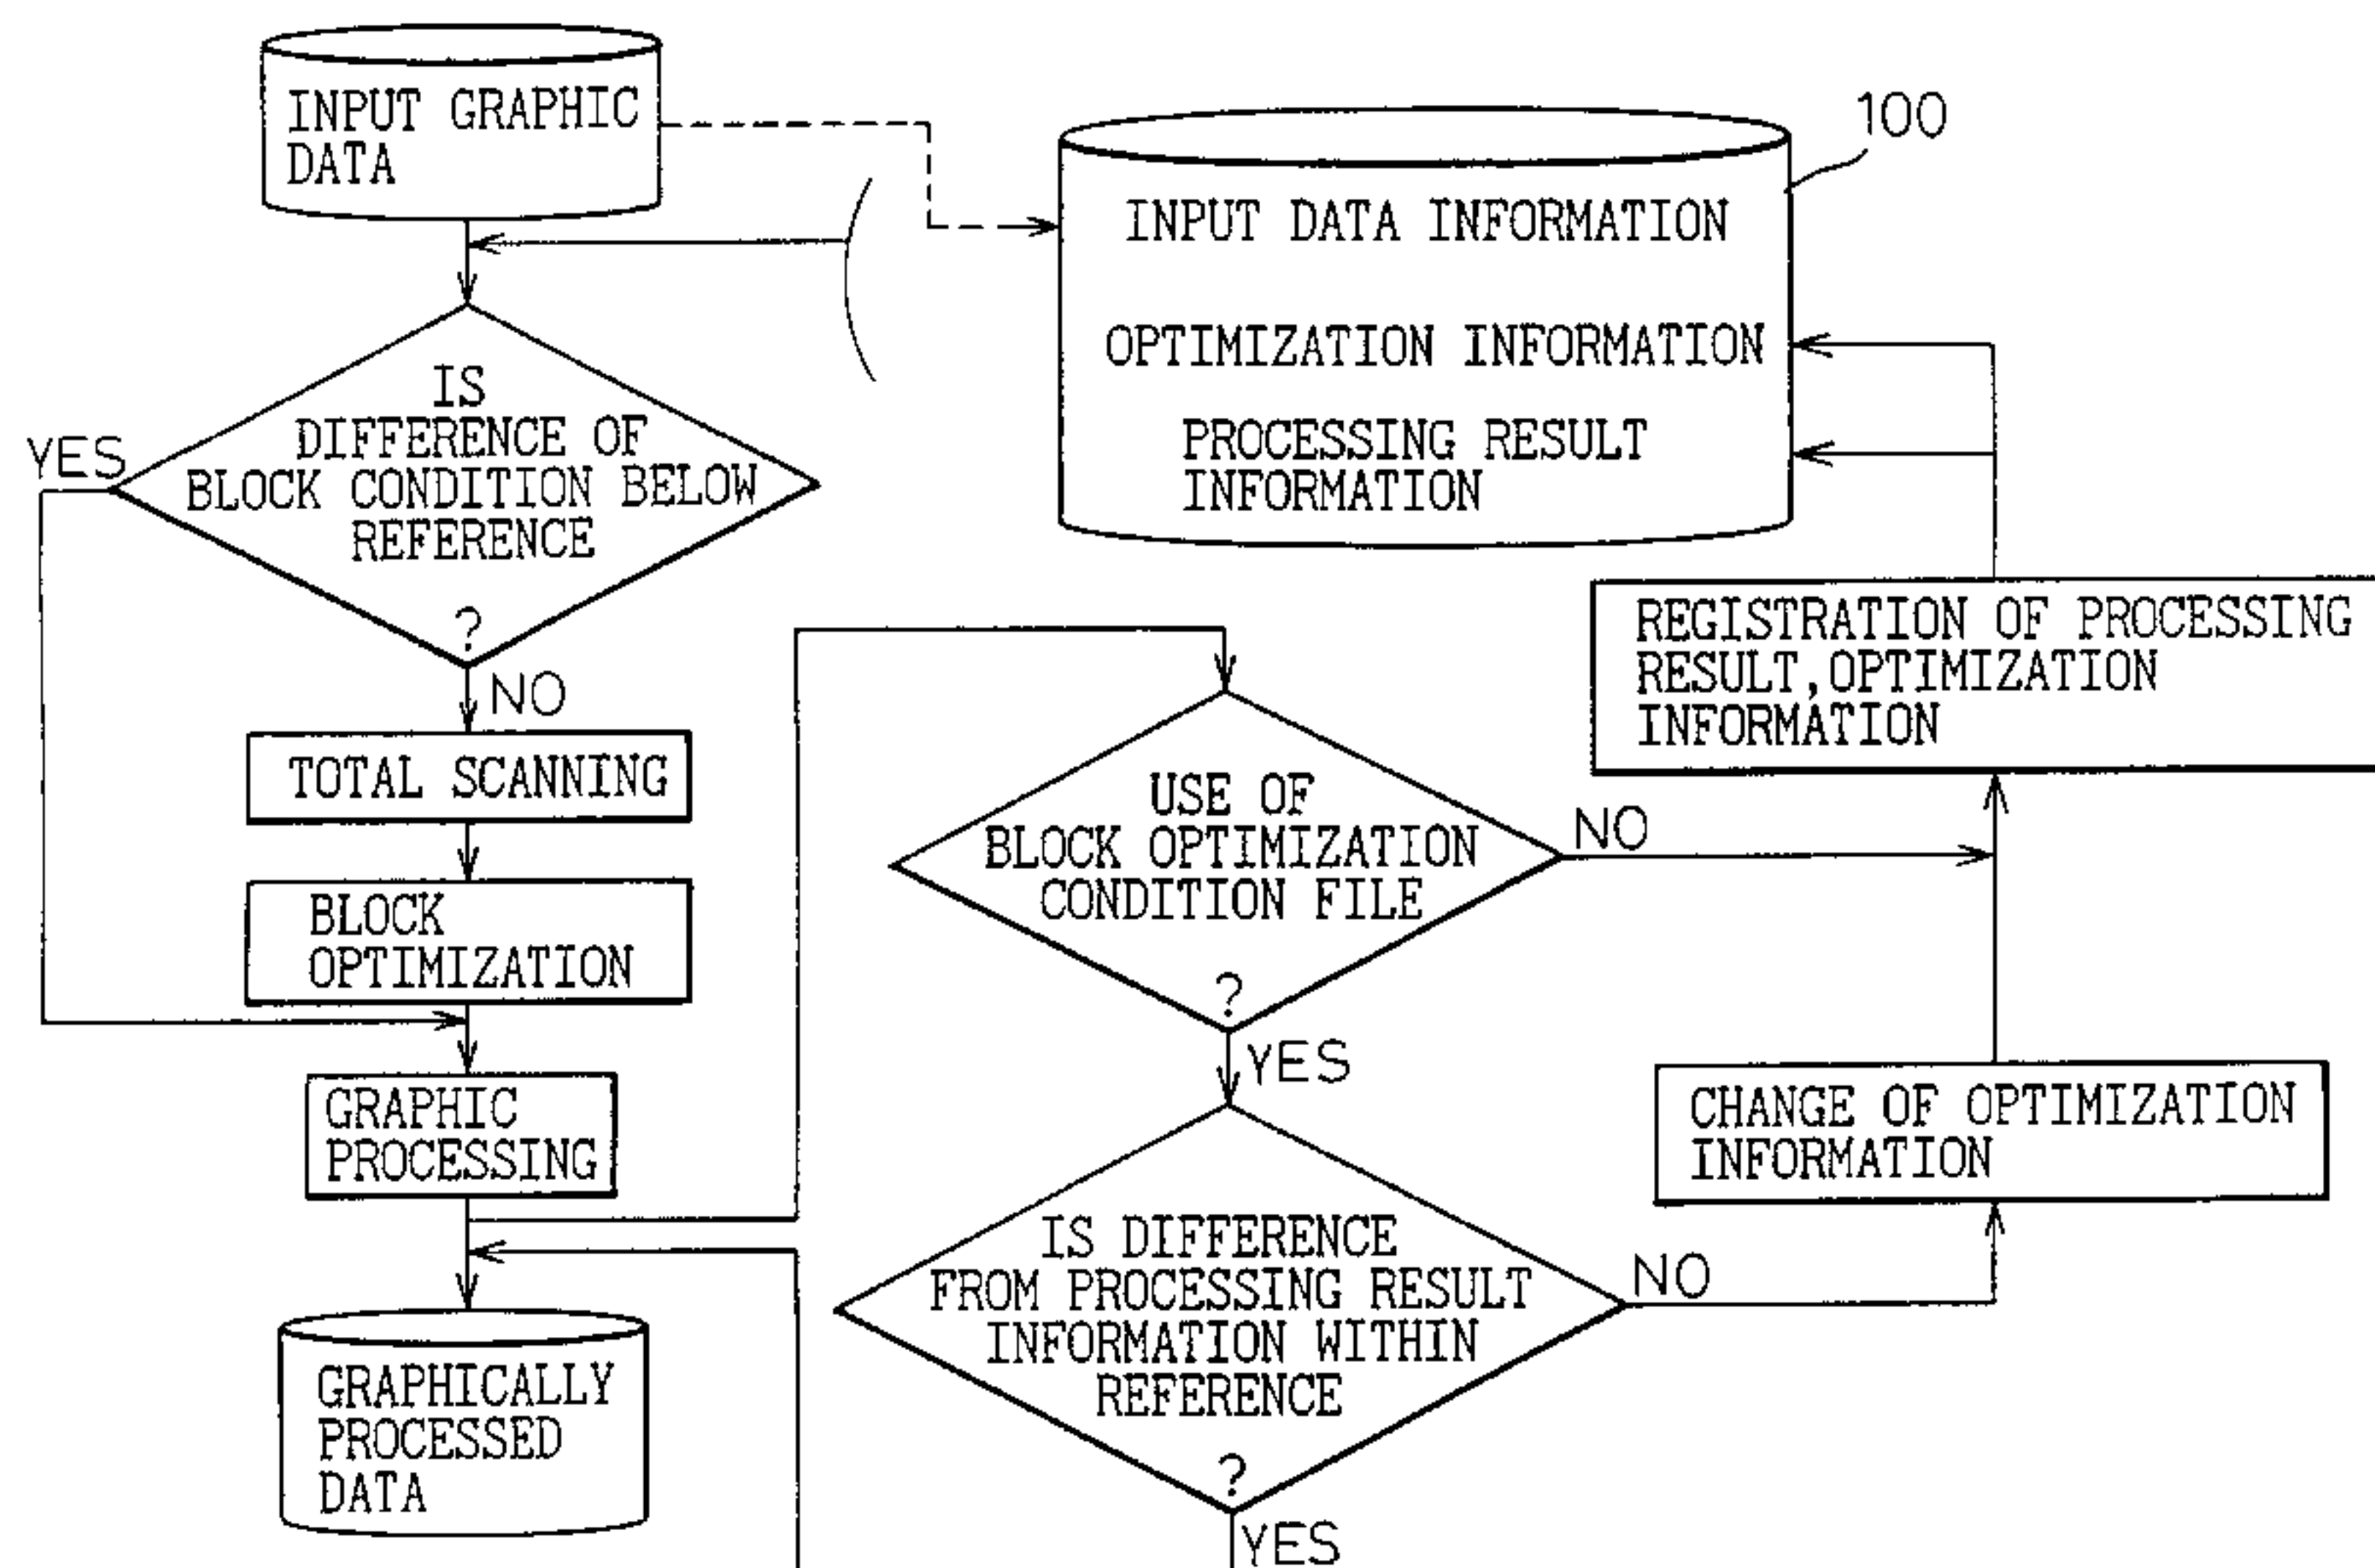 INPUT GRAPHIC
DATA
100
INPUT DATA INFORMATION
OPTIMIZATION INFORMATION
PROCESSING RESULT
INFORMATION
IS
DIFFERENCE OF
BLOCK CONDITION BELOW
REFERENCE
?
YES
NO
TOTAL SCANNING
BLOCK
OPTIMIZATION
GRAPHIC
PROCESSING
GRAPHICALLY
PROCESSED
DATA
USE OF
BLOCK OPTIMIZATION
CONDITION FILE
?
NO
YES
IS DIFFERENCE
FROM PROCESSING RESULT
INFORMATION WITHIN
REFERENCE
?
NO
YES
CHANGE OF OPTIMIZATION
INFORMATION
REGISTRATION OF PROCESSING
RESULT,OPTIMIZATION
INFORMATION